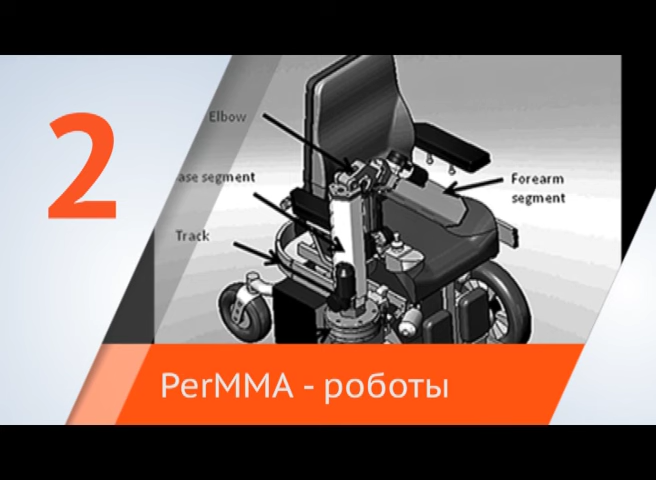 2
Elbow
ase segment
Forearm
segment
Track
PerMMA - роботы